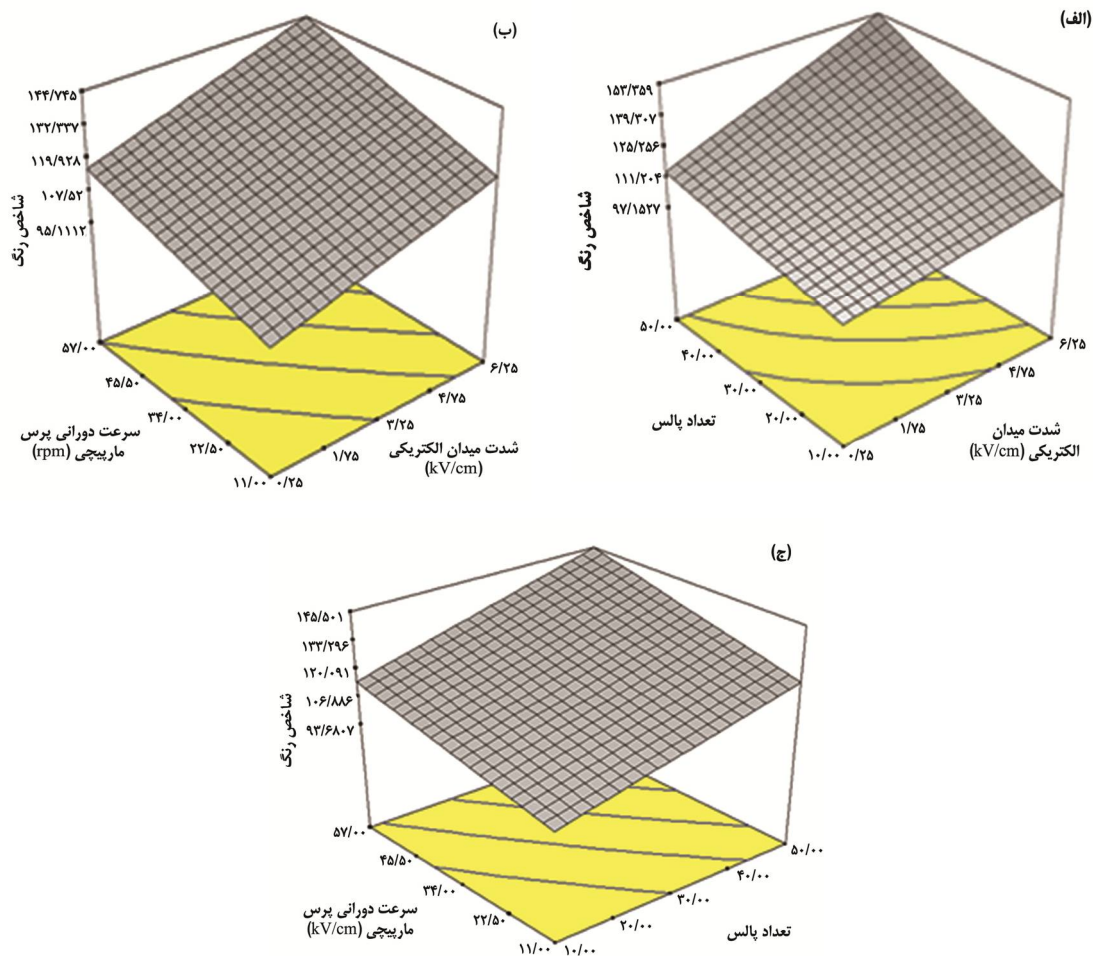 (الف)
۱۵۳/۳۵۹
۱۳۹/۳۰۷
۱۲۵/۲۵۶
۱۱۱/۲۰۴
۹۷/۱۵۲۷
شاخص رنگ
۵۰/۰۰
۴۰/۰۰
۳۰/۰۰
۲۰/۰۰
۱۰/۰۰
تعداد پالس
۰/۲۵
۱/۷۵
۳/۲۵
۴/۷۵
۶/۲۵
شدت میدان
الکتریکی (kV/cm)
(ب)
۱۴۴/۷۴۵
۱۳۲/۳۳۷
۱۱۹/۹۲۸
۱۰۷/۵۲
۹۵/۱۱۱۲
شاخص رنگ
۵۷/۰۰
۴۵/۵۰
۳۴/۰۰
۲۲/۵۰
۱۱/۰۰
سرعت دورانی پرس
مارپیچی (rpm)
۰/۲۵
۱/۷۵
۳/۲۵
۴/۷۵
۶/۲۵
شدت میدان الکتریکی
(kV/cm)
(ج)
۱۴۵/۵۰۱
۱۳۳/۲۹۶
۱۲۰/۰۹۱
۱۰۶/۸۸۶
۹۳/۶۸۰۷
شاخص رنگ
۵۷/۰۰
۴۵/۵۰
۳۴/۰۰
۲۲/۵۰
۱۱/۰۰
سرعت دورانی پرس
مارپیچی (kV/cm)
۱۰/۰۰
۲۰/۰۰
۳۰/۰۰
۴۰/۰۰
۵۰/۰۰
تعداد پالس